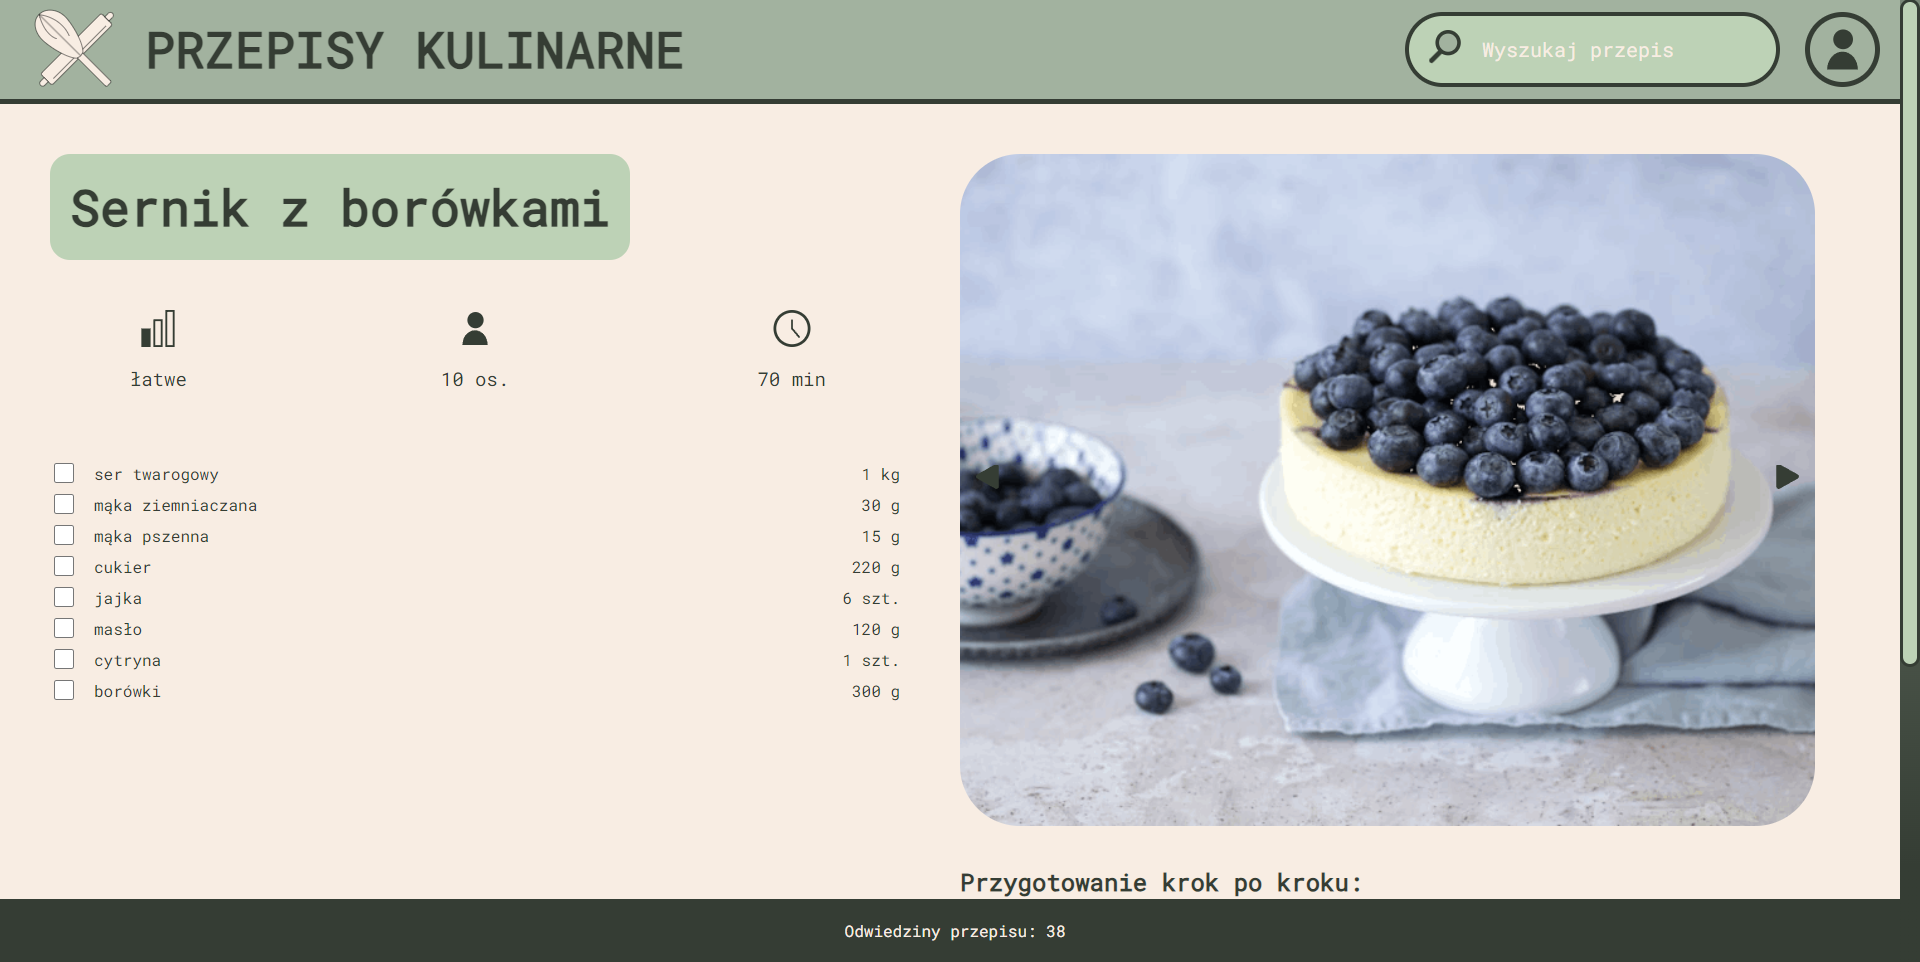 PRZEPISY KULINARNE
Wyszukaj przepis
Sernik z borówkami
łatwe
10 os.
70 min
ser twarogowy 1 kg
mąka ziemniaczana 30 g
mąka pszenna 15 g
cukier 220 g
jajka 6 szt.
masło 120 g
cytryna 1 szt.
borówki 300 g
Przygotowanie krok po kroku:
Odwiedziny przepisu: 38